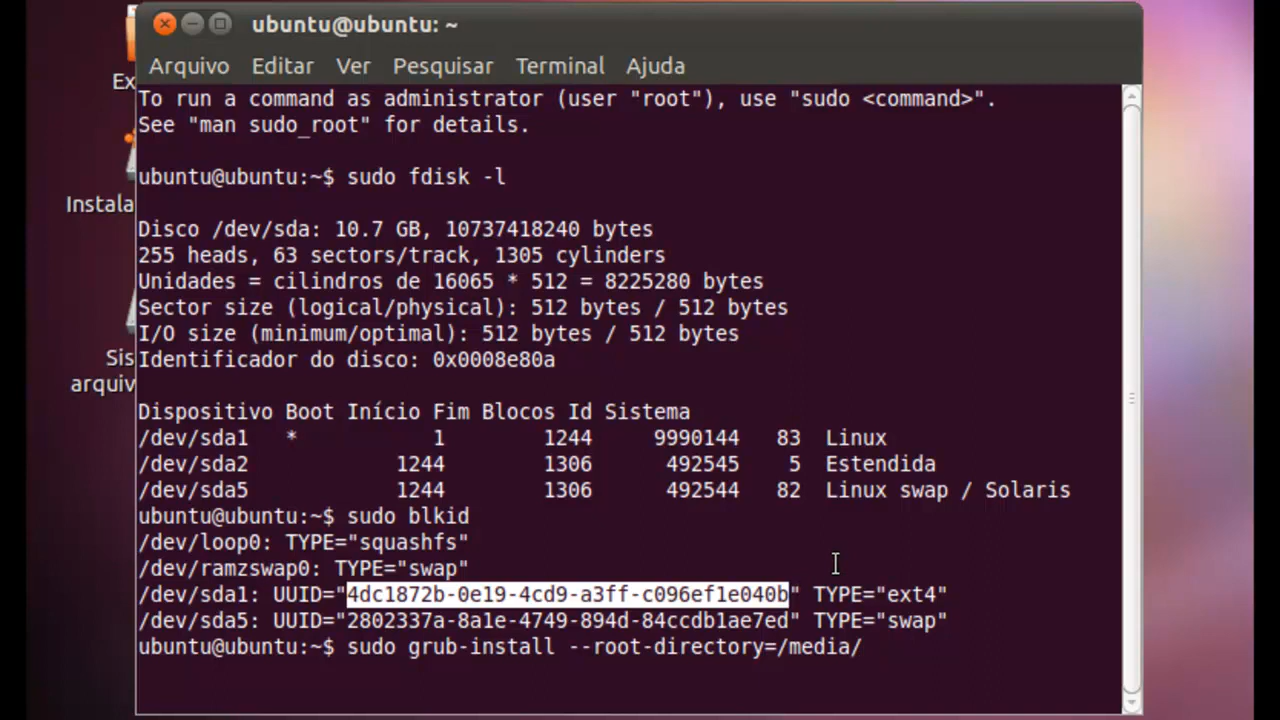 ubuntu@ubuntu: ~
Arquivo Editar Ver Pesquisar Terminal Ajuda
To run a command as administrator (user "root"), use "sudo <command>".
See "man sudo_root" for details.
ubuntu@ubuntu:~$ sudo fdisk -l
Disco /dev/sda: 10.7 GB, 10737418240 bytes
255 heads, 63 sectors/track, 1305 cylinders
Unidades = cilindros de 16065 * 512 = 8225280 bytes
Sector size (logical/physical): 512 bytes / 512 bytes
I/O size (minimum/optimal): 512 bytes / 512 bytes
Identificador do disco: 0x0008e80a
Dispositivo Boot Início Fim Blocos Id Sistema
/dev/sda1 * 1 1244 9990144 83 Linux
/dev/sda2 1244 1306 492545 5 Estendida
/dev/sda5 1244 1306 492544 82 Linux swap / Solaris
ubuntu@ubuntu:~$ sudo blkid
/dev/loop0: TYPE="squashfs"
/dev/ramzswap0: TYPE="swap"
/dev/sda1: UUID="4dc1872b-0e19-4cd9-a3ff-c096ef1e040b" TYPE="ext4"
/dev/sda5: UUID="2802337a-8a1e-4749-894d-84ccdb1ae7ed" TYPE="swap"
ubuntu@ubuntu:~$ sudo grub-install --root-directory=/media/
Ex
Instala
Sis
arquiv